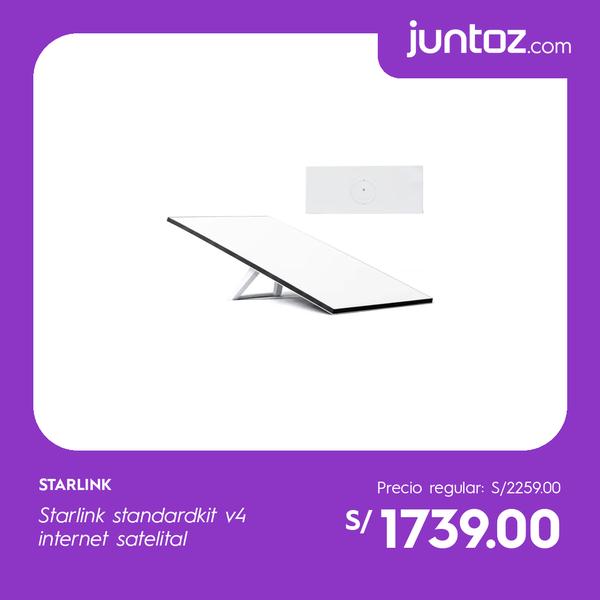 juntoz.com
STARLINK
Starlink standardkit v4
internet satelital
Precio regular: S/2259.00
S/1739.00